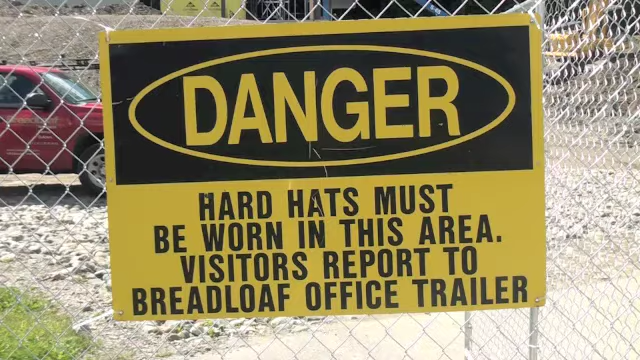 DANGER
HARD HATS MUST
BE WORN IN THIS AREA.
VISITORS REPORT TO
BREADLOAF OFFICE TRAILER